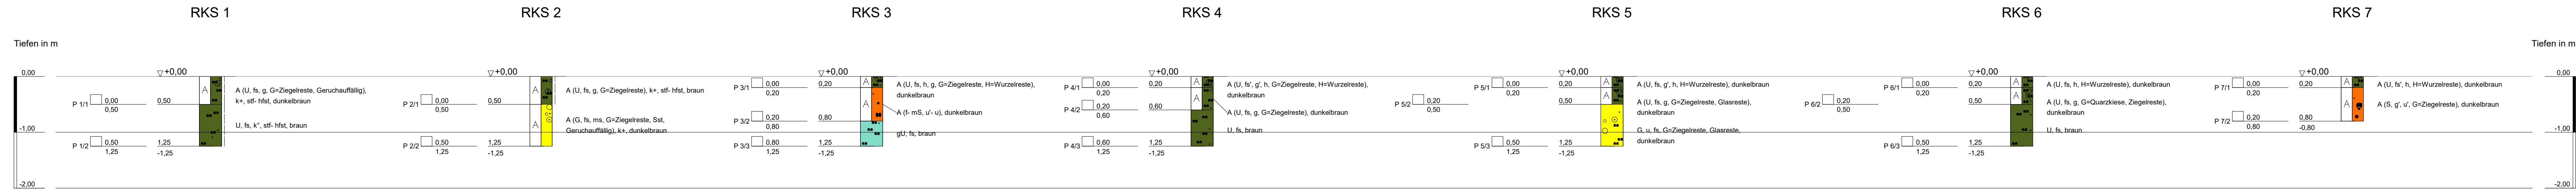 RKS 1 RKS 2 RKS 3 RKS 4 RKS 5 RKS 6 RKS 7
Tiefen in m
Tiefen in m
0,00
-1,00
-2,00
▽+0,00
P 1/1 0,00 0,50
0,50
A (U, fs, g, G=Ziegelreste, Geruchauffällig),
k+, stf- hfst, dunkelbraun
U, fs, k°, stf- hfst, braun
P 1/2 0,50 1,25
1,25
-1,25
▽+0,00
P 2/1 0,00 0,50
0,50
A (U, fs, g, G=Ziegelreste), k+, stf- hfst, braun
A (G, fs, ms, G=Ziegelreste, Sst,
Geruchauffällig), k+, dunkelbraun
P 2/2 0,50 1,25
1,25
-1,25
▽+0,00
P 3/1 0,00 0,20
0,20
A (U, fs, h, g, G=Ziegelreste, H=Wurzelreste),
dunkelbraun
A (f- mS, u'- u), dunkelbraun
P 3/2 0,20 0,80
0,80
gU, fs, braun
P 3/3 0,80 1,25
1,25
-1,25
▽+0,00
P 4/1 0,00 0,20
0,20
A (U, fs', g', h, G=Ziegelreste, H=Wurzelreste),
dunkelbraun
P 4/2 0,20 0,60
0,60
A (U, fs, g, G=Ziegelreste), dunkelbraun
U, fs, braun
P 4/3 0,60 1,25
1,25
-1,25
▽+0,00
P 5/1 0,00 0,20
0,20
A (U, fs, g', h, H=Wurzelreste), dunkelbraun
P 5/2 0,20 0,50
0,50
A (U, fs, g, G=Ziegelreste, Glasreste),
dunkelbraun
G, u, fs, G=Ziegelreste, Glasreste,
dunkelbraun
P 5/3 0,50 1,25
1,25
-1,25
▽+0,00
P 6/1 0,00 0,20
0,20
A (U, fs, h, H=Wurzelreste), dunkelbraun
P 6/2 0,20 0,50
0,50
A (U, fs, g, G=Quarzkiese, Ziegelreste),
dunkelbraun
U, fs, braun
P 6/3 0,50 1,25
1,25
-1,25
▽+0,00
P 7/1 0,00 0,20
0,20
A (U, fs', h, H=Wurzelreste), dunkelbraun
A (S, g', u', G=Ziegelreste), dunkelbraun
P 7/2 0,20 0,80
0,80
-0,80
0,00
-1,00
-2,00
A
A
A
A
A
A
A
A
A
A
A
A
A